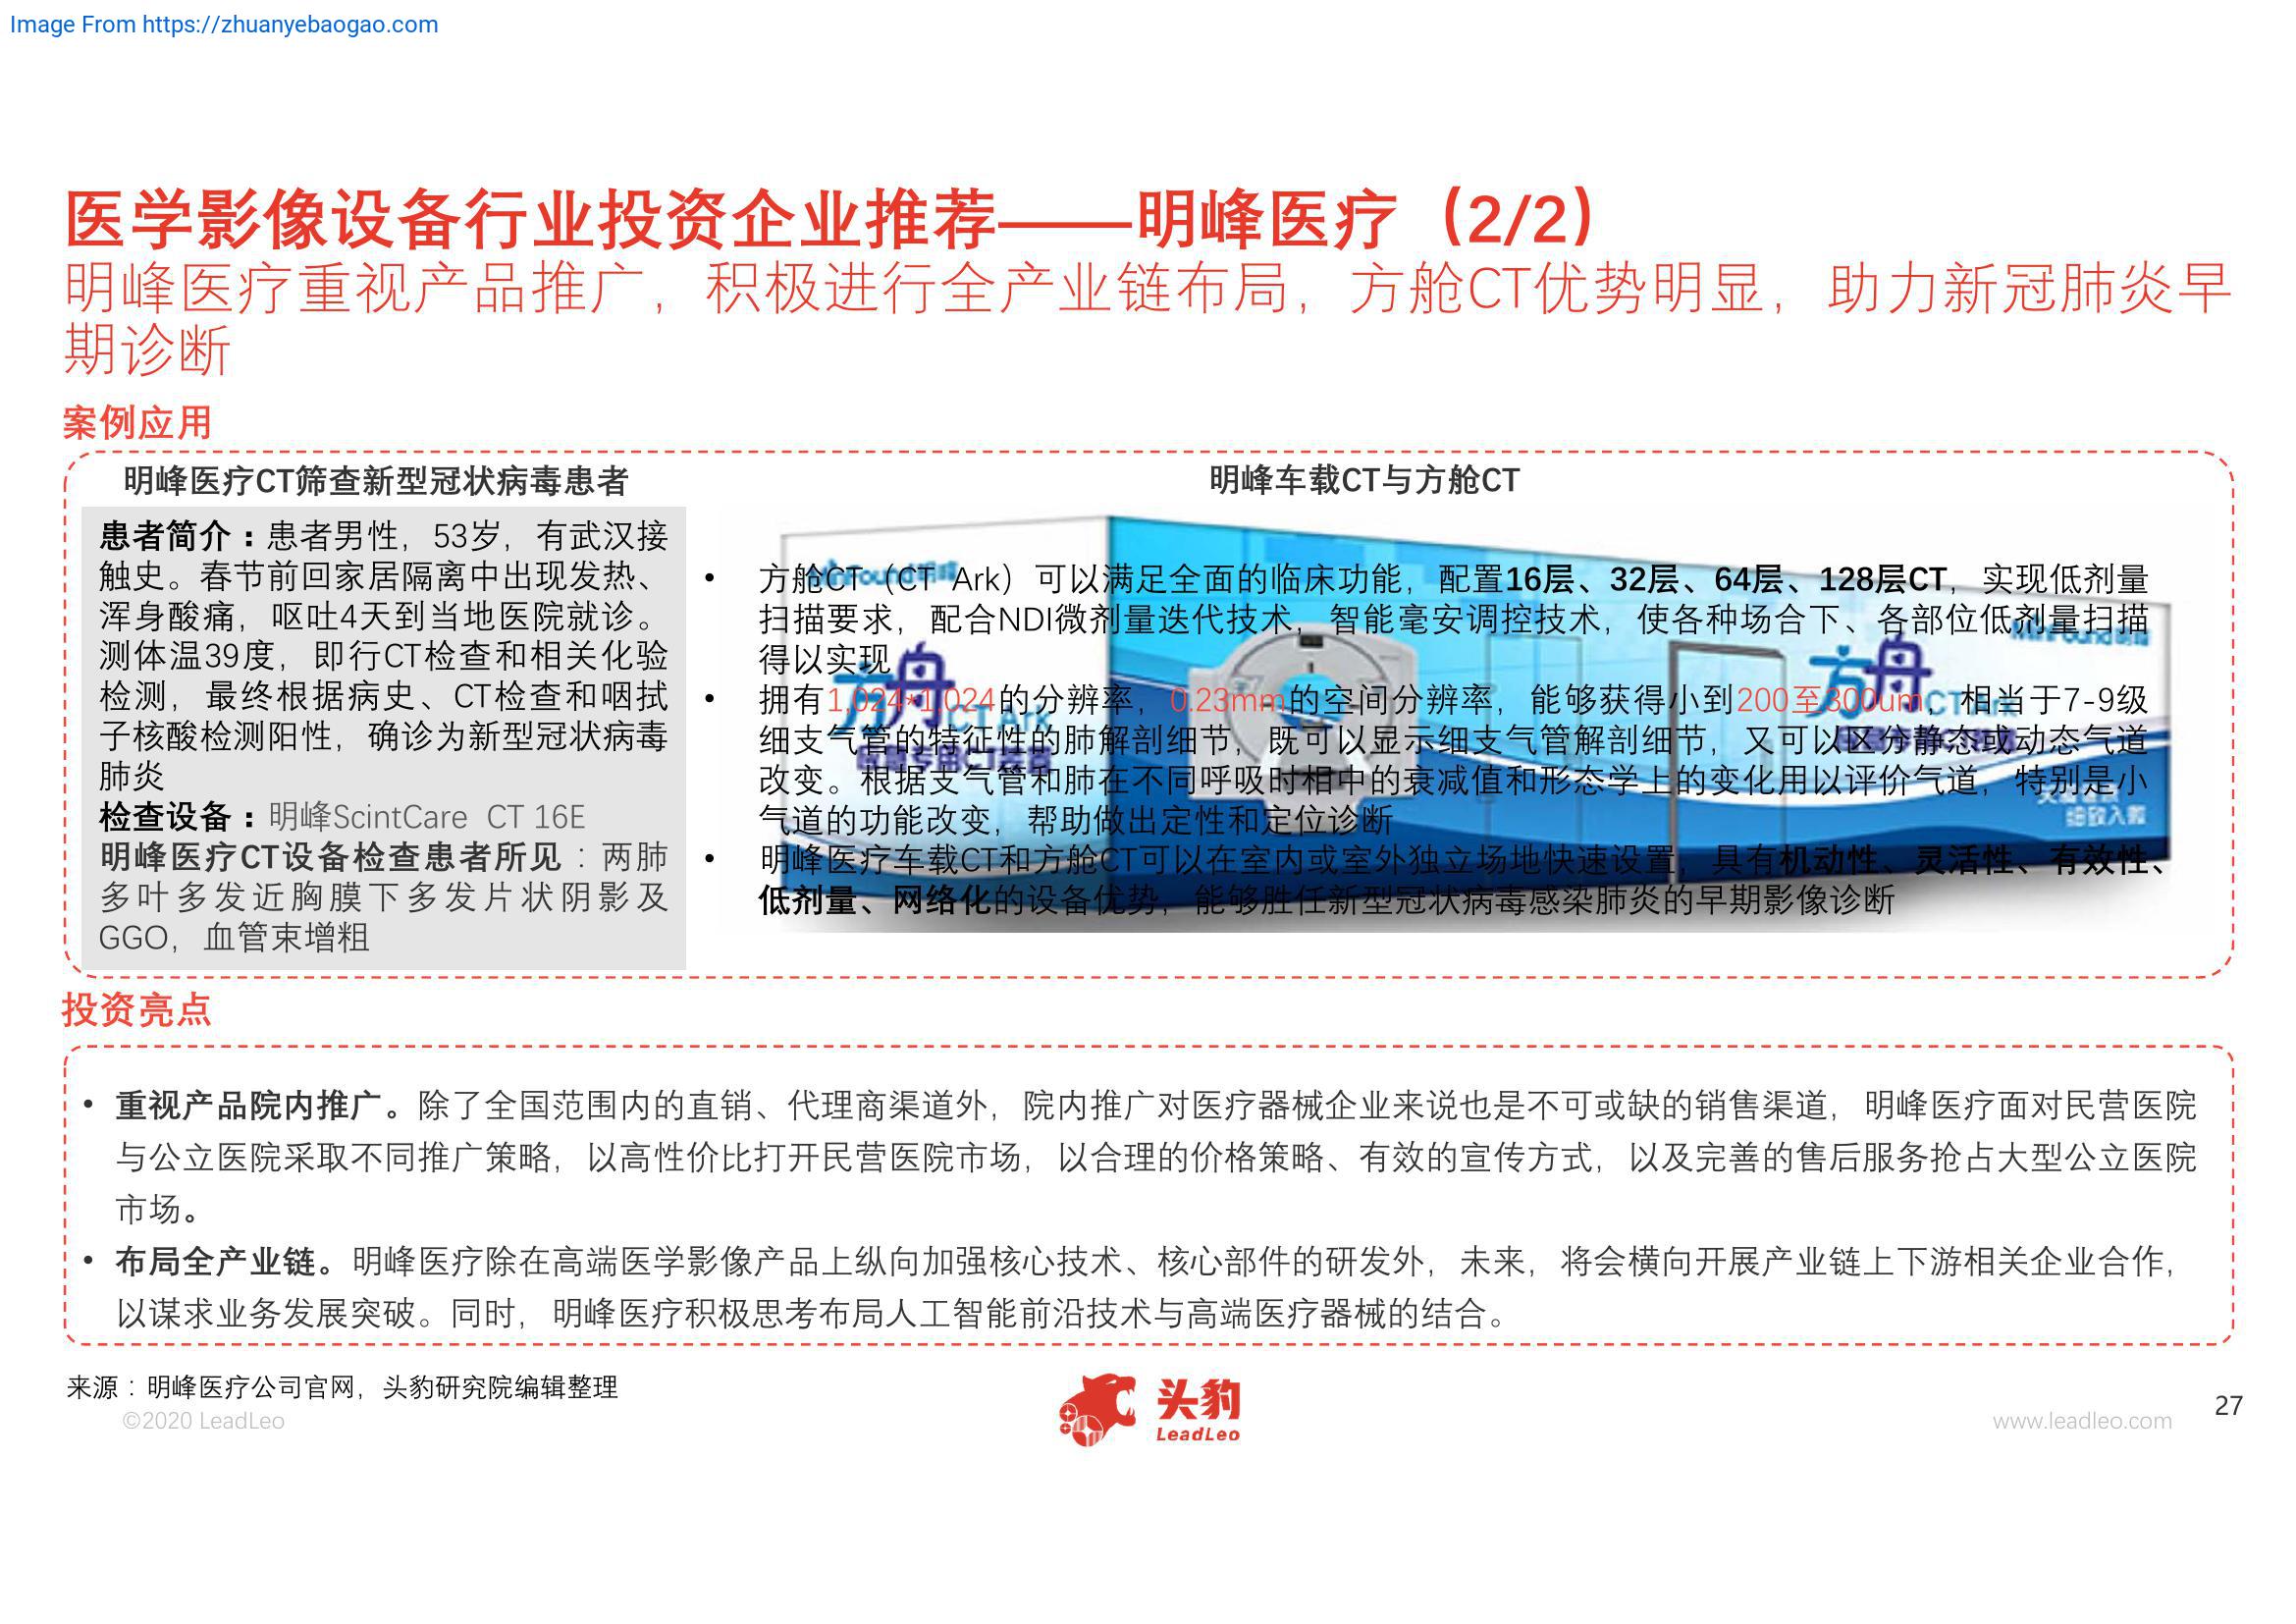 Image From https://zhuanyebaogao.com
医学影像设备行业投资企业推荐——明峰医疗（2/2）
明峰医疗重视产品推广，积极进行全产业链布局，方舱CT优势明显，助力新冠肺炎早
期诊断
案例应用
明峰医疗CT筛查新型冠状病毒患者
患者简介：患者男性，53岁，有武汉接
触史。春节前回家居隔离中出现发热、
浑身酸痛，呕吐4天到当地医院就诊。
测体温39度，即行CT检查和相关化验
检测，最终根据病史、CT检查和咽拭
子核酸检测阳性，确诊为新型冠状病毒
肺炎
检查设备：明峰ScintCare CT 16E
明峰医疗CT设备检查患者所见：两肺
多叶多发近胸膜下多发片状阴影及
GGO，血管束增粗
明峰车载CT与方舱CT
• 方舱CT（CT Ark）可以满足全面的临床功能，配置16层、32层、64层、128层CT，实现低剂量
扫描要求，配合NDI微剂量迭代技术，智能毫安调控技术，使各种场合下、各部位低剂量扫描
得以实现
• 拥有1,024*1,024的分辨率，0.23mm的空间分辨率，能够获得小到200至300um，相当于7-9级
细支气管的特征性的肺解剖细节，既可以显示细支气管解剖细节，又可以区分静态或动态气道
改变。根据支气管和肺在不同呼吸时相中的衰减值和形态学上的变化用以评价气道，特别是小
气道的功能改变，帮助做出定性和定位诊断
• 明峰医疗车载CT和方舱CT可以在室内或室外独立场地快速设置，具有机动性、灵活性、有效性、
低剂量、网络化的设备优势，能够胜任新型冠状病毒感染肺炎的早期影像诊断
MinFound明峰
方舟
CT Ark
MinFound明峰
方舟
CT Ark
细致入微
投资亮点
• 重视产品院内推广。除了全国范围内的直销、代理商渠道外，院内推广对医疗器械企业来说也是不可或缺的销售渠道，明峰医疗面对民营医院
与公立医院采取不同推广策略，以高性价比打开民营医院市场，以合理的价格策略、有效的宣传方式，以及完善的售后服务抢占大型公立医院
市场。
• 布局全产业链。明峰医疗除在高端医学影像产品上纵向加强核心技术、核心部件的研发外，未来，将会横向开展产业链上下游相关企业合作，
以谋求业务发展突破。同时，明峰医疗积极思考布局人工智能前沿技术与高端医疗器械的结合。
来源：明峰医疗公司官网，头豹研究院编辑整理
©2020 LeadLeo
头豹
LeadLeo
www.leadleo.com
27